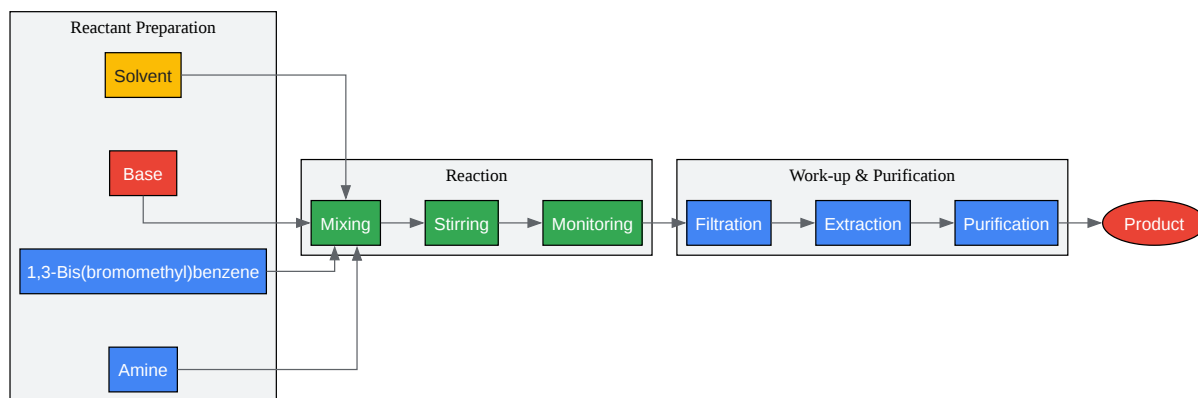 Reactant Preparation
Solvent
Base
1,3-Bis(bromomethyl)benzene
Amine
Reaction
Mixing
Stirring
Monitoring
Work-up & Purification
Filtration
Extraction
Purification
Product